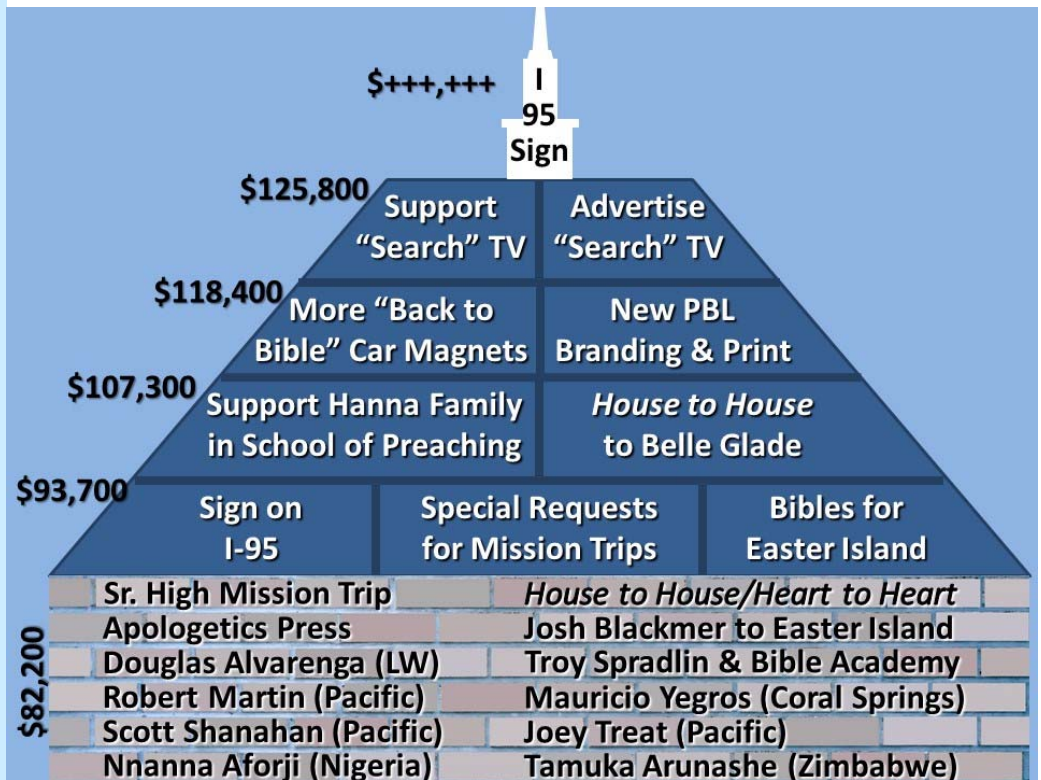 $+++,+++
I
95
Sign
$125,800
Support
“Search” TV
Advertise
“Search” TV
$118,400
More “Back to
Bible” Car Magnets
New PBL
Branding & Print
$107,300
Support Hanna Family
in School of Preaching
House to House
to Belle Glade
$93,700
Sign on
I-95
Special Requests
for Mission Trips
Bibles for
Easter Island
$82,200
Sr. High Mission Trip
House to House/Heart to Heart
Apologetics Press
Josh Blackmer to Easter Island
Douglas Alvarenga (LW)
Troy Spradlin & Bible Academy
Robert Martin (Pacific)
Mauricio Yegros (Coral Springs)
Scott Shanahan (Pacific)
Joey Treat (Pacific)
Nnanna Aforji (Nigeria)
Tamuka Arunashe (Zimbabwe)